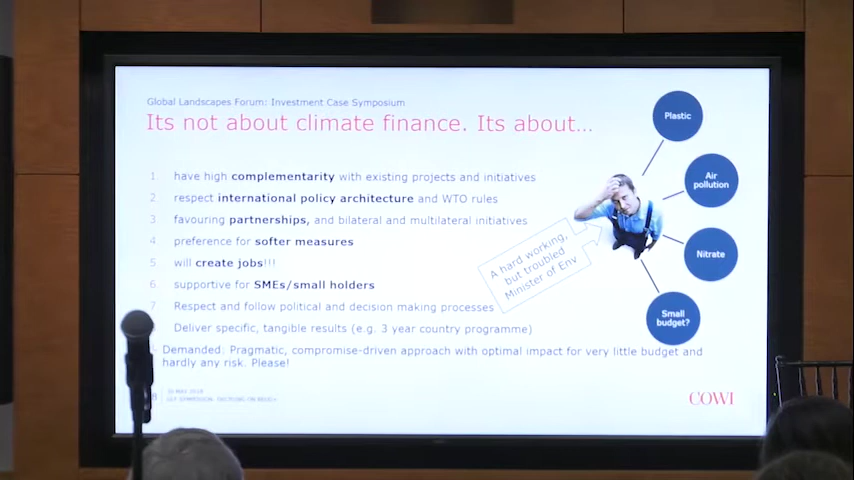 Global Landscapes Forum: Investment Case Symposium
Its not about climate finance. Its about...
1. have high complementarity with existing projects and initiatives
2. respect international policy architecture and WTO rules
3. favouring partnerships, and bilateral and multilateral initiatives
4. preference for softer measures
5. will create jobs!!!
6. supportive for SMEs/small holders
7. Respect and follow political and decision making processes
Deliver specific, tangible results (e.g. 3 year country programme)
Demanded. Pragmatic, compromise-driven approach with optimal impact for very little budget and
hardly any risk. Please!
A hard working,
but troubled
Minister of Env
Plastic
Air
pollution
Nitrate
Small
budget?
COWI